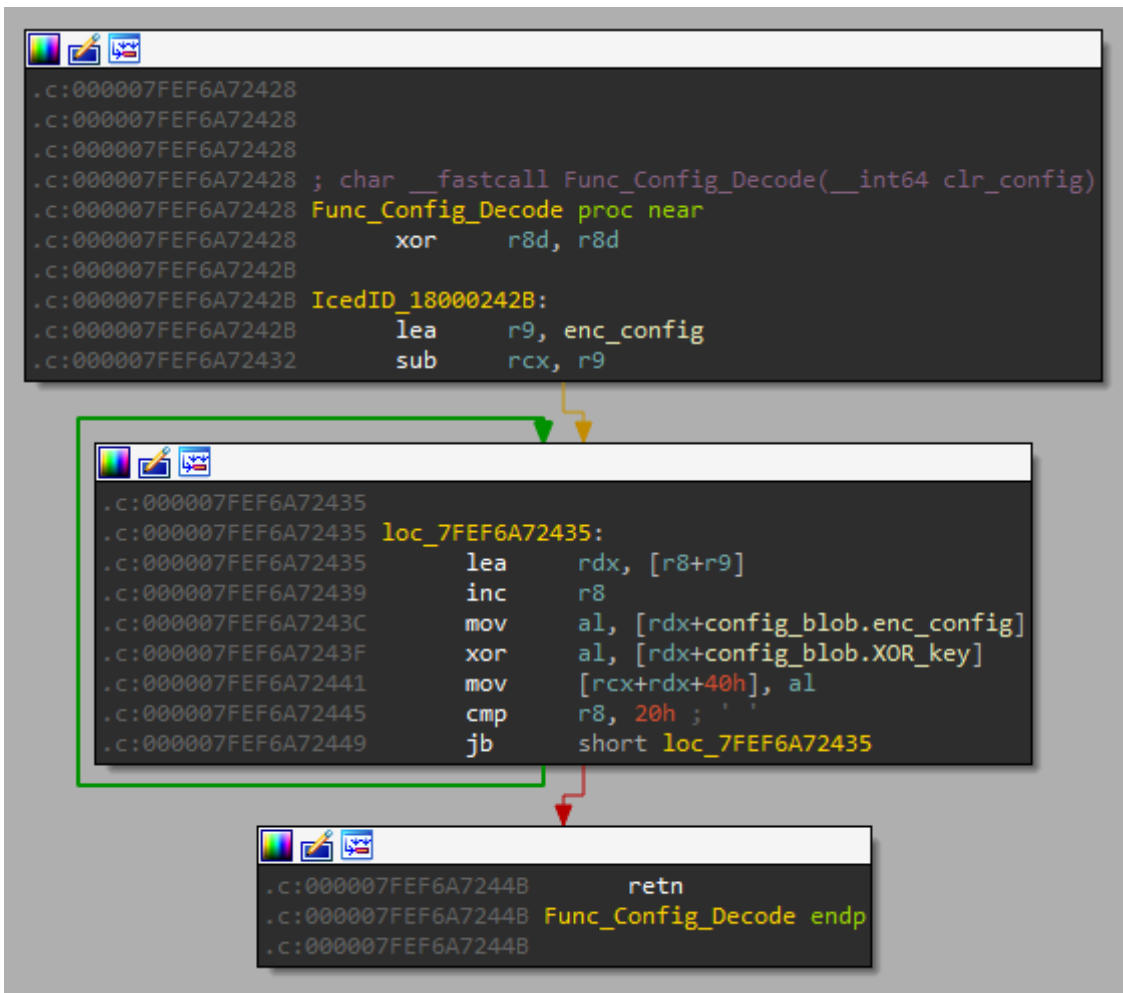 .c:000007FEF6A72428
.c:000007FEF6A72428
.c:000007FEF6A72428
.c:000007FEF6A72428 ; char __fastcall Func_Config_Decode(__int64 clr_config)
.c:000007FEF6A72428 Func_Config_Decode proc near
.c:000007FEF6A72428 xor r8d, r8d
.c:000007FEF6A7242B
.c:000007FEF6A7242B IcedID_18000242B:
.c:000007FEF6A7242B lea r9, enc_config
.c:000007FEF6A72432 sub rcx, r9
.c:000007FEF6A72435
.c:000007FEF6A72435 loc_7FEF6A72435:
.c:000007FEF6A72435 lea rdx, [r8+r9]
.c:000007FEF6A72439 inc r8
.c:000007FEF6A7243C mov al, [rdx+config_blob.enc_config]
.c:000007FEF6A7243F xor al, [rdx+config_blob.XOR_key]
.c:000007FEF6A72441 mov [rcx+rdx+40h], al
.c:000007FEF6A72445 cmp r8, 20h ; ' '
.c:000007FEF6A72449 jb short loc_7FEF6A72435
.c:000007FEF6A7244B retn
.c:000007FEF6A7244B Func_Config_Decode endp
.c:000007FEF6A7244B